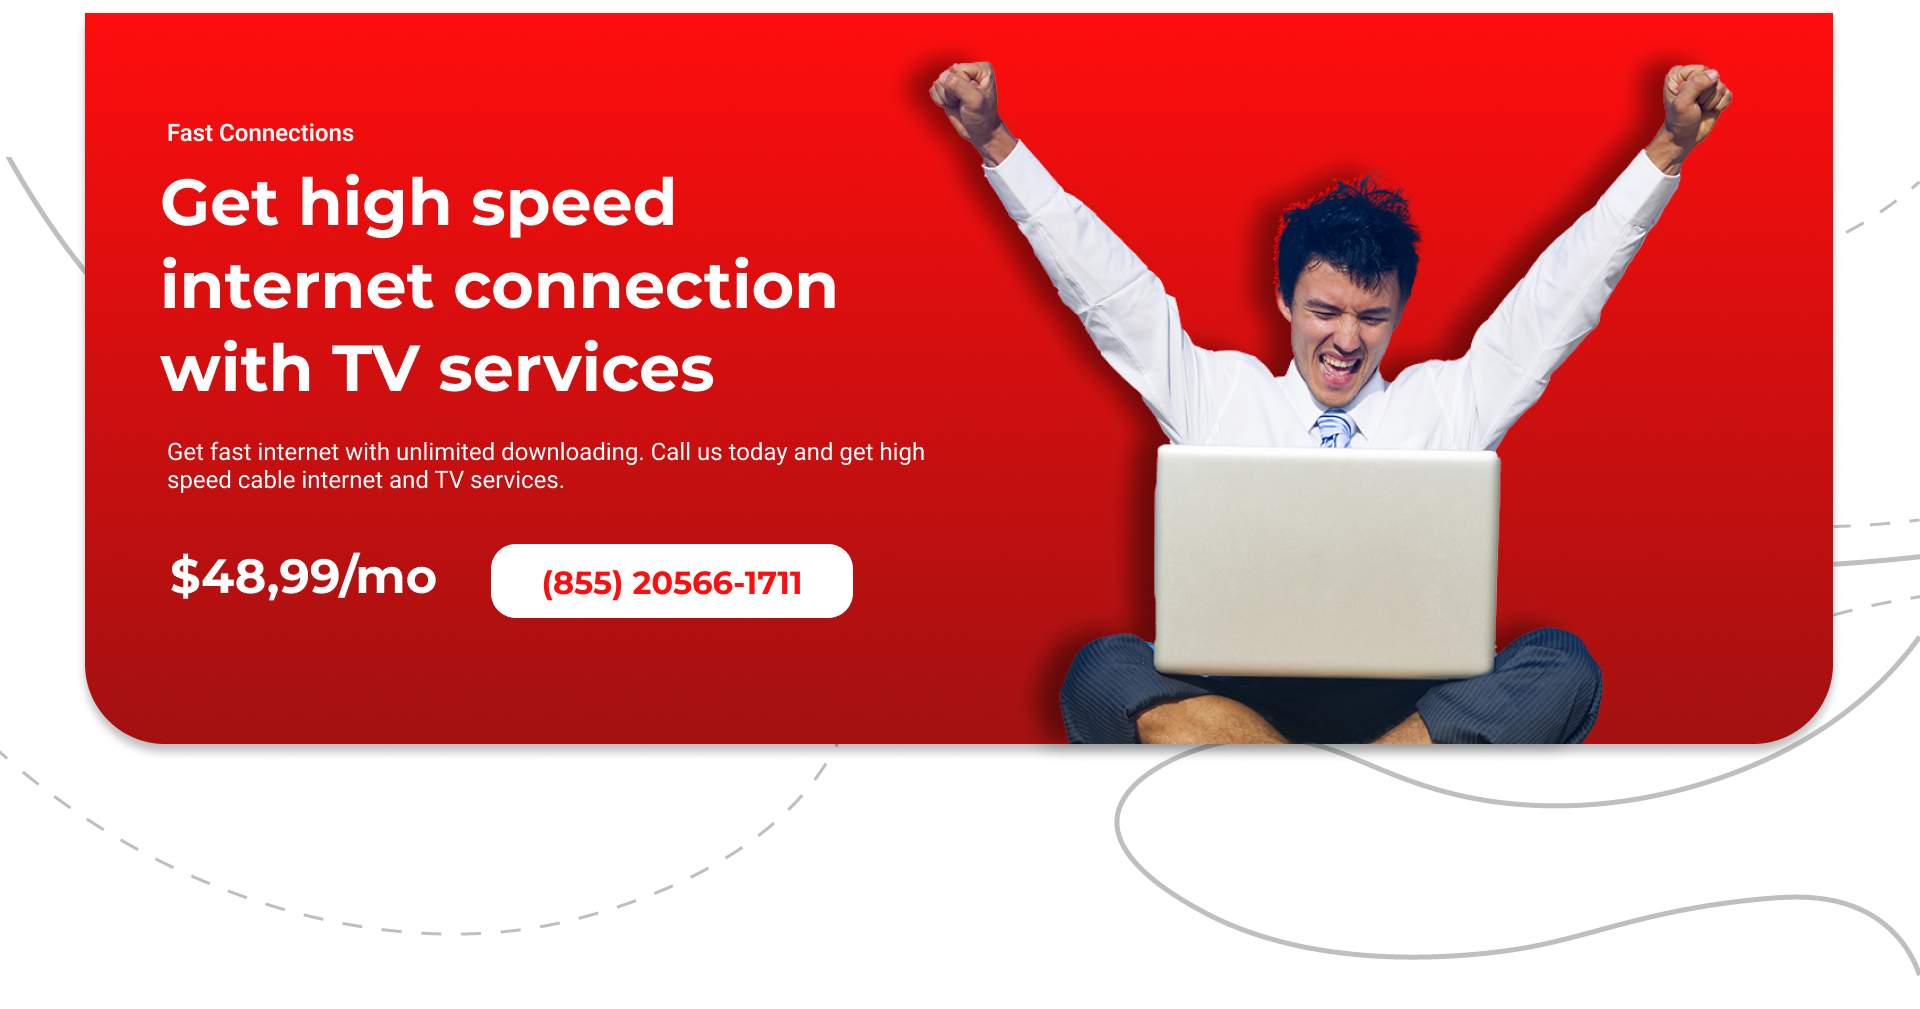 Fast Connections
Get high speed
internet connection
with TV services
Get fast internet with unlimited downloading. Call us today and get high
speed cable internet and TV services.
$48,99/mo
(855) 20566-1711